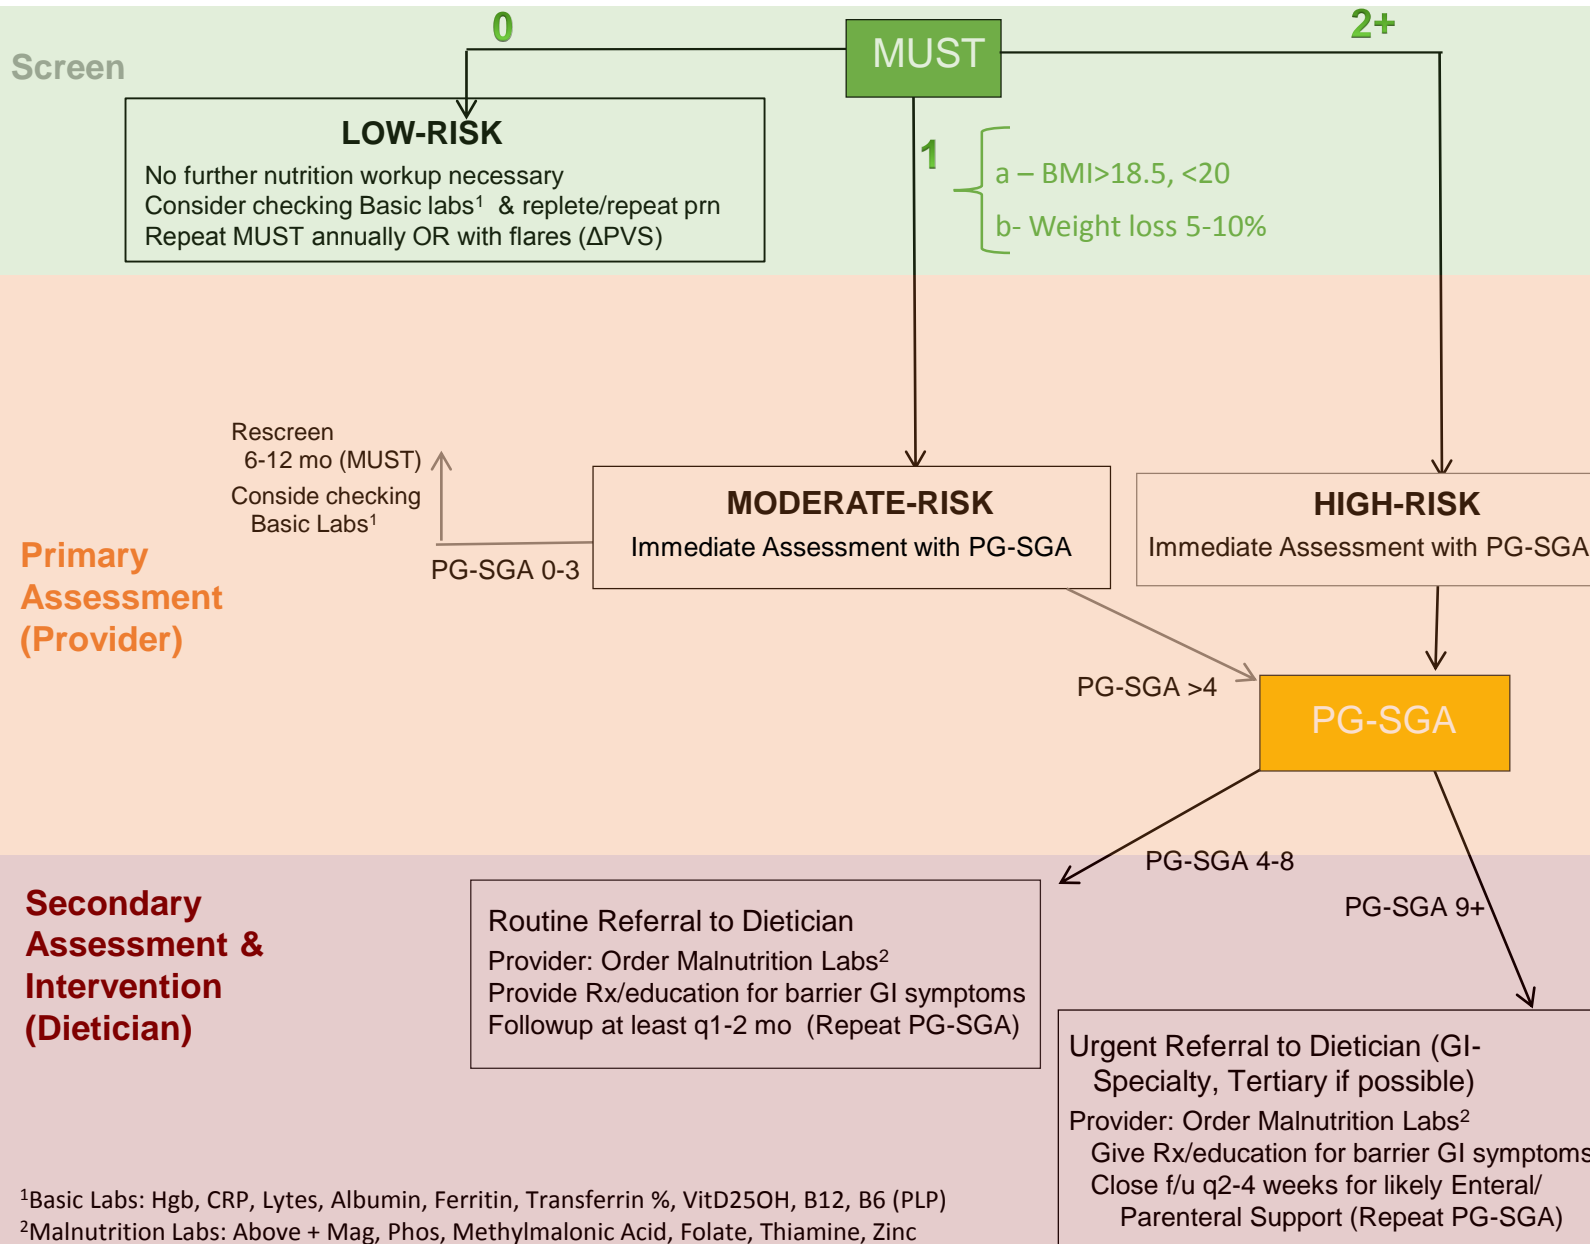 0
MUST
2+
Screen
LOW-RISK
No further nutrition workup necessary
Consider checking Basic labs¹ & replete/repeat prn
Repeat MUST annually OR with flares (ΔPVS)
1
a – BMI>18.5, <20
b- Weight loss 5-10%
Rescreen
6-12 mo (MUST)
Conside checking
Basic Labs¹
PG-SGA 0-3
MODERATE-RISK
Immediate Assessment with PG-SGA
HIGH-RISK
Immediate Assessment with PG-SGA
Primary
Assessment
(Provider)
PG-SGA >4
PG-SGA
PG-SGA 4-8
PG-SGA 9+
Secondary
Assessment &
Intervention
(Dietician)
Routine Referral to Dietician
Provider: Order Malnutrition Labs²
Provide Rx/education for barrier GI symptoms
Followup at least q1-2 mo (Repeat PG-SGA)
Urgent Referral to Dietician (GI-
Specialty, Tertiary if possible)
Provider: Order Malnutrition Labs²
Give Rx/education for barrier GI symptoms
Close f/u q2-4 weeks for likely Enteral/
Parenteral Support (Repeat PG-SGA)
¹Basic Labs: Hgb, CRP, Lytes, Albumin, Ferritin, Transferrin %, VitD25OH, B12, B6 (PLP)
²Malnutrition Labs: Above + Mag, Phos, Methylmalonic Acid, Folate, Thiamine, Zinc